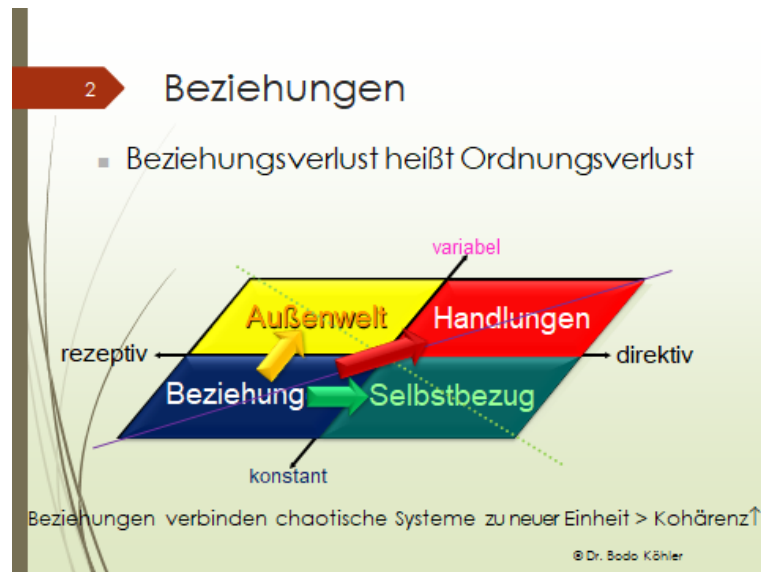 2
Beziehungen
Beziehungsverlust heißt Ordnungsverlust
variabel
Außenwelt
Handlungen
rezeptiv
direktiv
Beziehung
Selbstbezug
konstant
Beziehungen verbinden chaotische Systeme zu neuer Einheit > Kohärenz↑
© Dr. Bodo Köhler